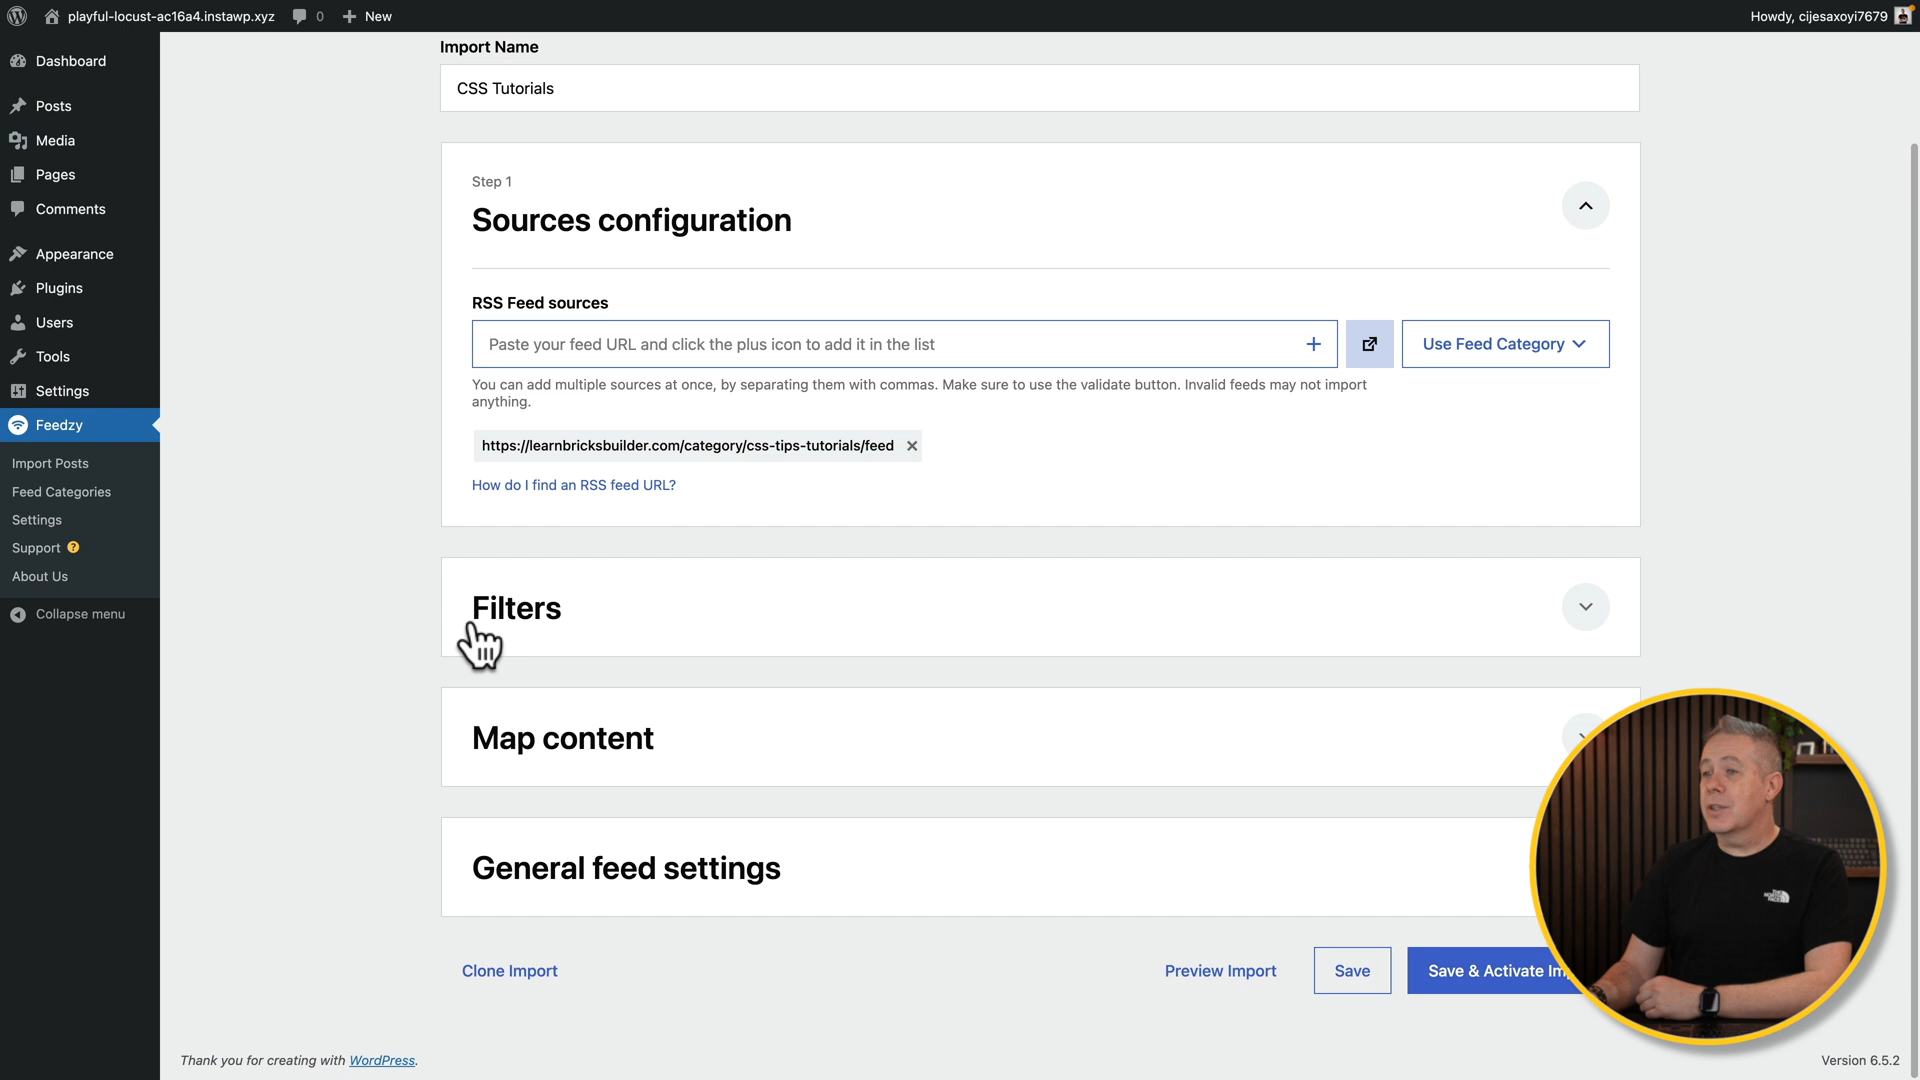 playful-locust-ac16a4.instawp.xyz 0 New
Howdy, cijesaxoyi7679
Dashboard
Posts
Media
Pages
Comments
Appearance
Plugins
Users
Tools
Settings
Feedzy
Import Posts
Feed Categories
Settings
Support ?
About Us
Collapse menu
Import Name
CSS Tutorials
Step 1
Sources configuration
RSS Feed sources
Paste your feed URL and click the plus icon to add it in the list
Use Feed Category
You can add multiple sources at once, by separating them with commas. Make sure to use the validate button. Invalid feeds may not import
anything.
https://learnbricksbuilder.com/category/css-tips-tutorials/feed
How do I find an RSS feed URL?
Filters
Map content
General feed settings
Clone Import
Preview Import
Save
Save & Activate Im
THE NORTH FACE
Thank you for creating with WordPress.
Version 6.5.2